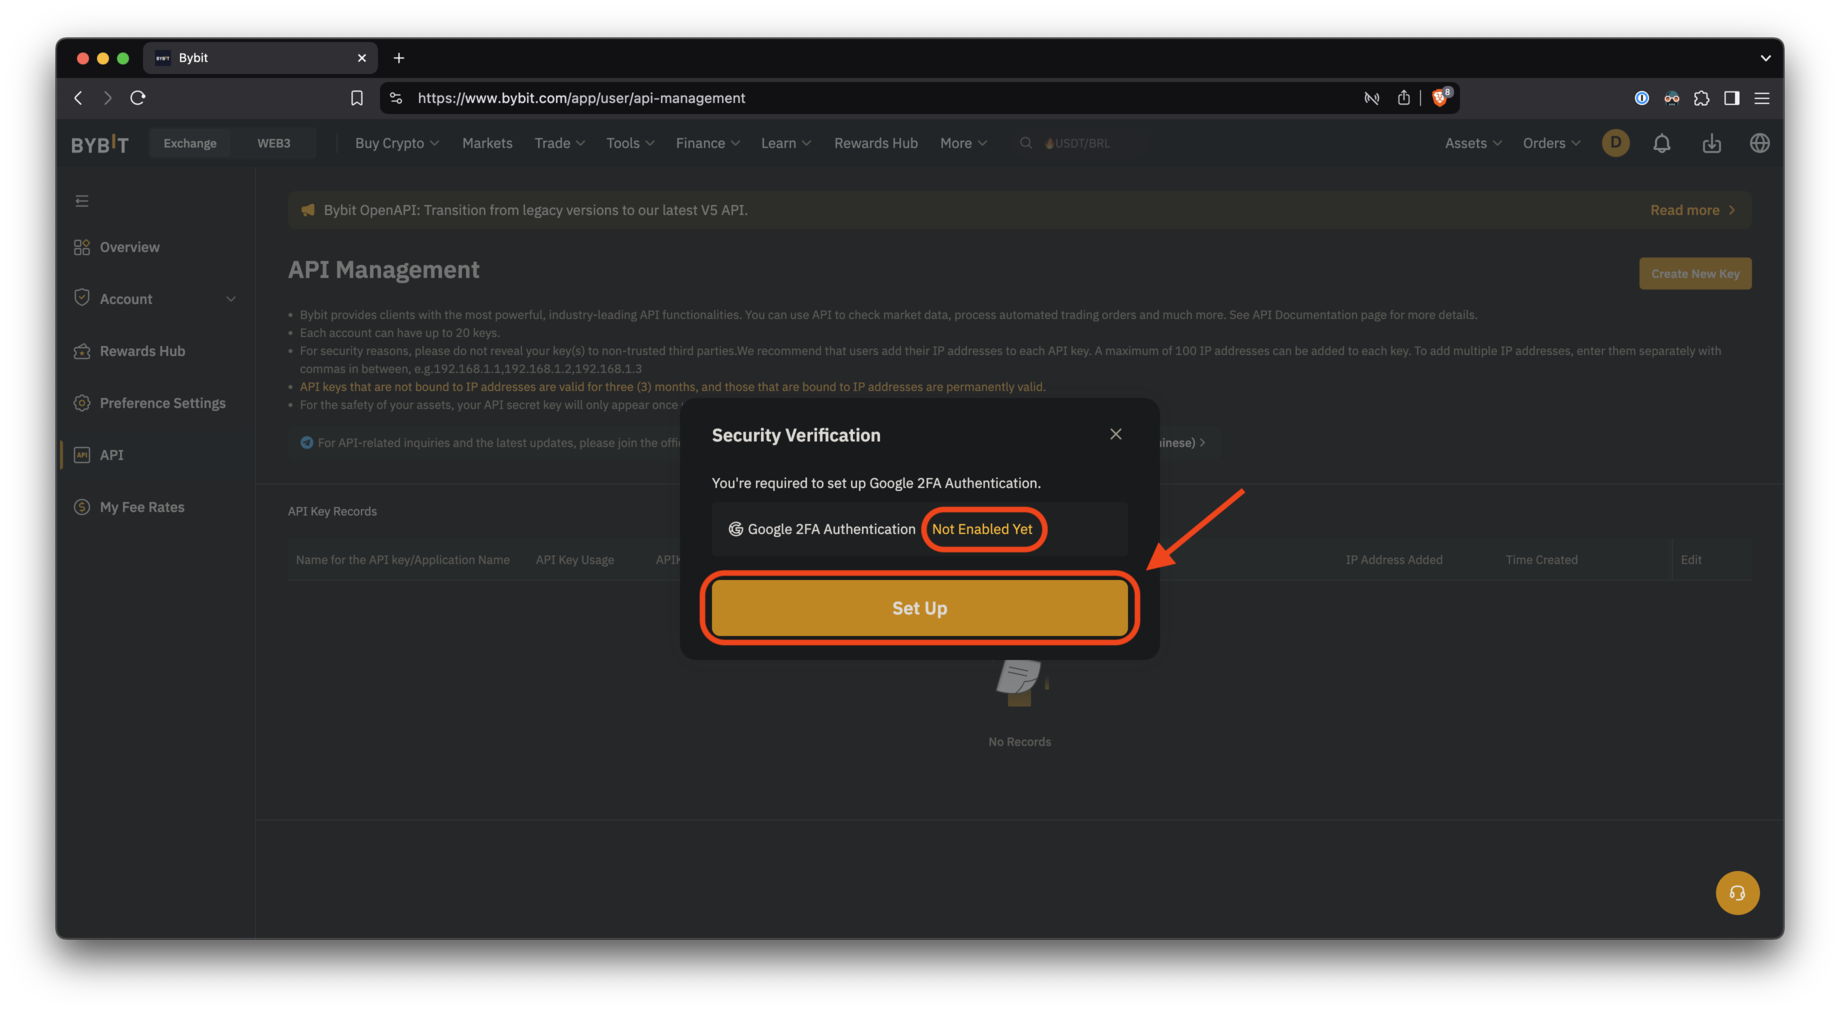 Bybit
https://www.bybit.com/app/user/api-management
8
BYBIT
Exchange
WEB3
Buy Crypto
Markets
Trade
Tools
Finance
Learn
Rewards Hub
More
USDT/BRL
Assets
Orders
D
Bybit OpenAPI: Transition from legacy versions to our latest V5 API.
Read more
Overview
Account
Rewards Hub
Preference Settings
API
API
My Fee Rates
API Management
Create New Key
Bybit provides clients with the most powerful, industry-leading API functionalities. You can use API to check market data, process automated trading orders and much more. See API Documentation page for more details.
Each account can have up to 20 keys.
For security reasons, please do not reveal your key(s) to non-trusted third parties.We recommend that users add their IP addresses to each API key. A maximum of 100 IP addresses can be added to each key. To add multiple IP addresses, enter them separately with
commas in between, e.g.192.168.1.1,192.168.1.2,192.168.1.3
API keys that are not bound to IP addresses are valid for three (3) months, and those that are bound to IP addresses are permanently valid.
For the safety of your assets, your API secret key will only appear once
For API-related inquiries and the latest updates, please join the offi
inese)
Security Verification
You're required to set up Google 2FA Authentication.
Google 2FA Authentication Not Enabled Yet
Set Up
API Key Records
Name for the API key/Application Name
API Key Usage
APIK
IP Address Added
Time Created
Edit
No Records